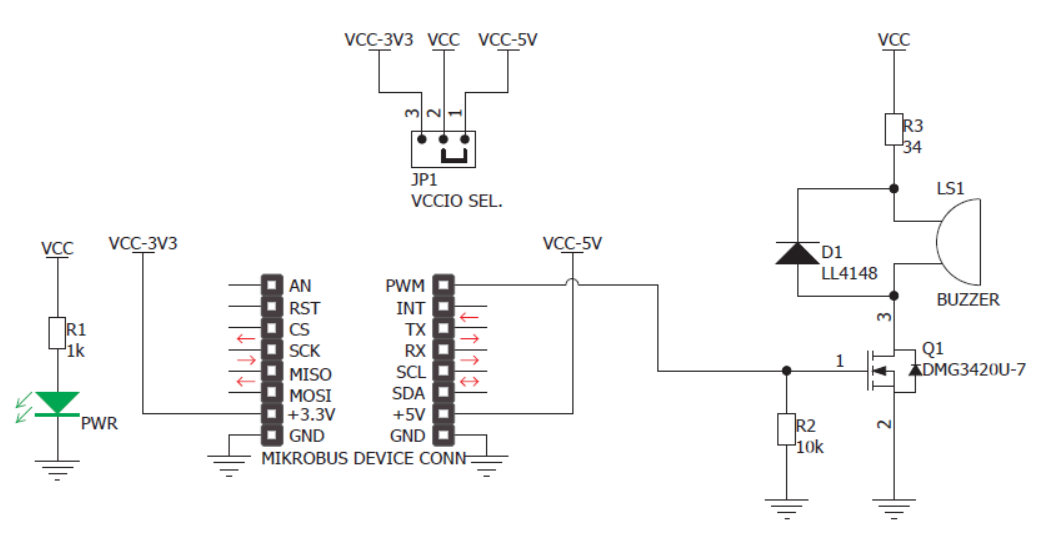 VCC-3V3 VCC VCC-5V
3 2 1
JP1
VCCIO SEL.
VCC
R3
34
LS1
BUZZER
D1
LL4148
3
Q1
DMG3420U-7
1
2
R2
10k
VCC
R1
1k
PWR
VCC-3V3
VCC-5V
AN PWM
RST INT
CS TX
SCK RX
MISO SCL
MOSI SDA
+3.3V +5V
GND GND
MIKROBUS DEVICE CONN